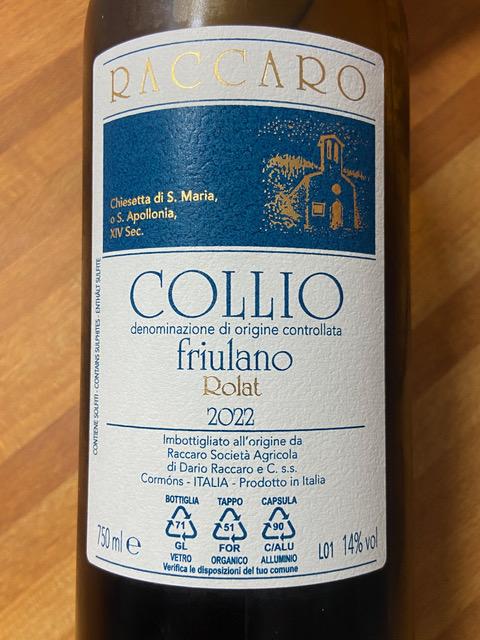 RACCARO
Chiesetta di S. Maria,
o S. Apollonia,
XIV Sec.
COLLIO
denominazione di origine controllata
friulano
Rolat
2022
Imbottigliato all'origine da
Raccaro Società Agricola
di Dario Raccaro e C. s.s.
Cormóns - ITALIA - Prodotto in Italia
BOTTIGLIA TAPPO CAPSULA
71 51 90
GL FOR C/ALU
VETRO ORGANICO ALLUMINIO
Verifica le disposizioni del tuo comune
750 ml e
L01 14% vol
CONTIENE SOLFITI - CONTAINS SULPHITES - ENTHÄLT SULFITE